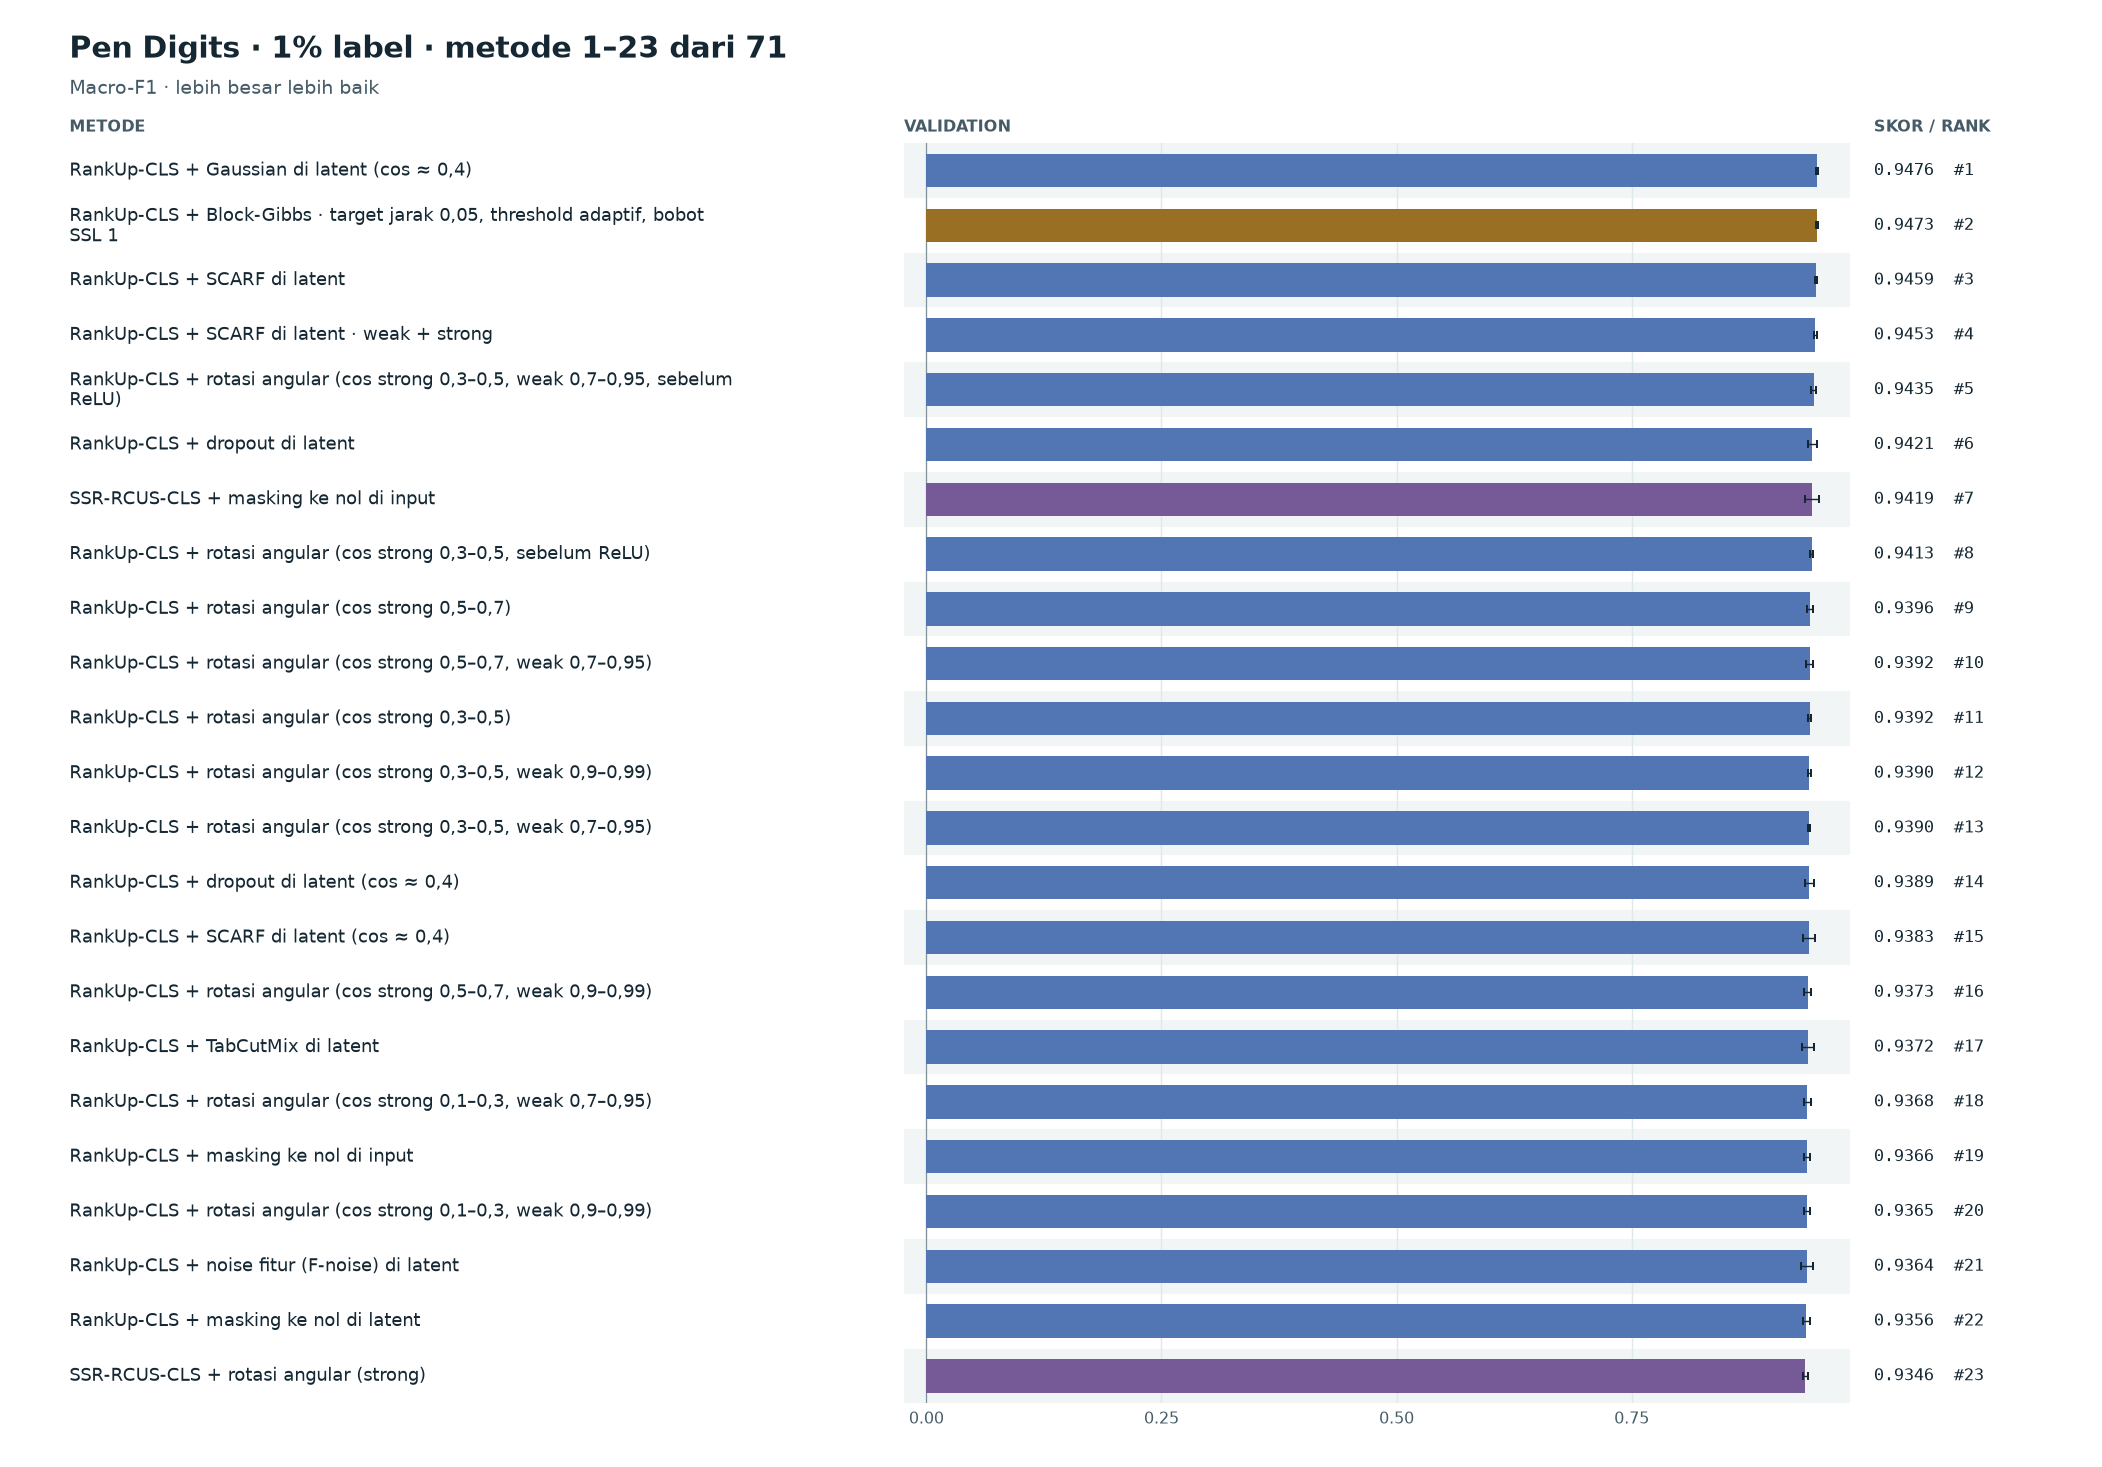 Pen Digits · 1% label · metode 1–23 dari 71
Macro-F1 · lebih besar lebih baik
METODE VALIDATION SKOR / RANK
RankUp-CLS + Gaussian di latent (cos ≈ 0,4) 0.9476 #1
RankUp-CLS + Block-Gibbs · target jarak 0,05, threshold adaptif, bobot
SSL 1 0.9473 #2
RankUp-CLS + SCARF di latent 0.9459 #3
RankUp-CLS + SCARF di latent · weak + strong 0.9453 #4
RankUp-CLS + rotasi angular (cos strong 0,3–0,5, weak 0,7–0,95, sebelum
ReLU) 0.9435 #5
RankUp-CLS + dropout di latent 0.9421 #6
SSR-RCUS-CLS + masking ke nol di input 0.9419 #7
RankUp-CLS + rotasi angular (cos strong 0,3–0,5, sebelum ReLU) 0.9413 #8
RankUp-CLS + rotasi angular (cos strong 0,5–0,7) 0.9396 #9
RankUp-CLS + rotasi angular (cos strong 0,5–0,7, weak 0,7–0,95) 0.9392 #10
RankUp-CLS + rotasi angular (cos strong 0,3–0,5) 0.9392 #11
RankUp-CLS + rotasi angular (cos strong 0,3–0,5, weak 0,9–0,99) 0.9390 #12
RankUp-CLS + rotasi angular (cos strong 0,3–0,5, weak 0,7–0,95) 0.9390 #13
RankUp-CLS + dropout di latent (cos ≈ 0,4) 0.9389 #14
RankUp-CLS + SCARF di latent (cos ≈ 0,4) 0.9383 #15
RankUp-CLS + rotasi angular (cos strong 0,5–0,7, weak 0,9–0,99) 0.9373 #16
RankUp-CLS + TabCutMix di latent 0.9372 #17
RankUp-CLS + rotasi angular (cos strong 0,1–0,3, weak 0,7–0,95) 0.9368 #18
RankUp-CLS + masking ke nol di input 0.9366 #19
RankUp-CLS + rotasi angular (cos strong 0,1–0,3, weak 0,9–0,99) 0.9365 #20
RankUp-CLS + noise fitur (F-noise) di latent 0.9364 #21
RankUp-CLS + masking ke nol di latent 0.9356 #22
SSR-RCUS-CLS + rotasi angular (strong) 0.9346 #23
0.00 0.25 0.50 0.75